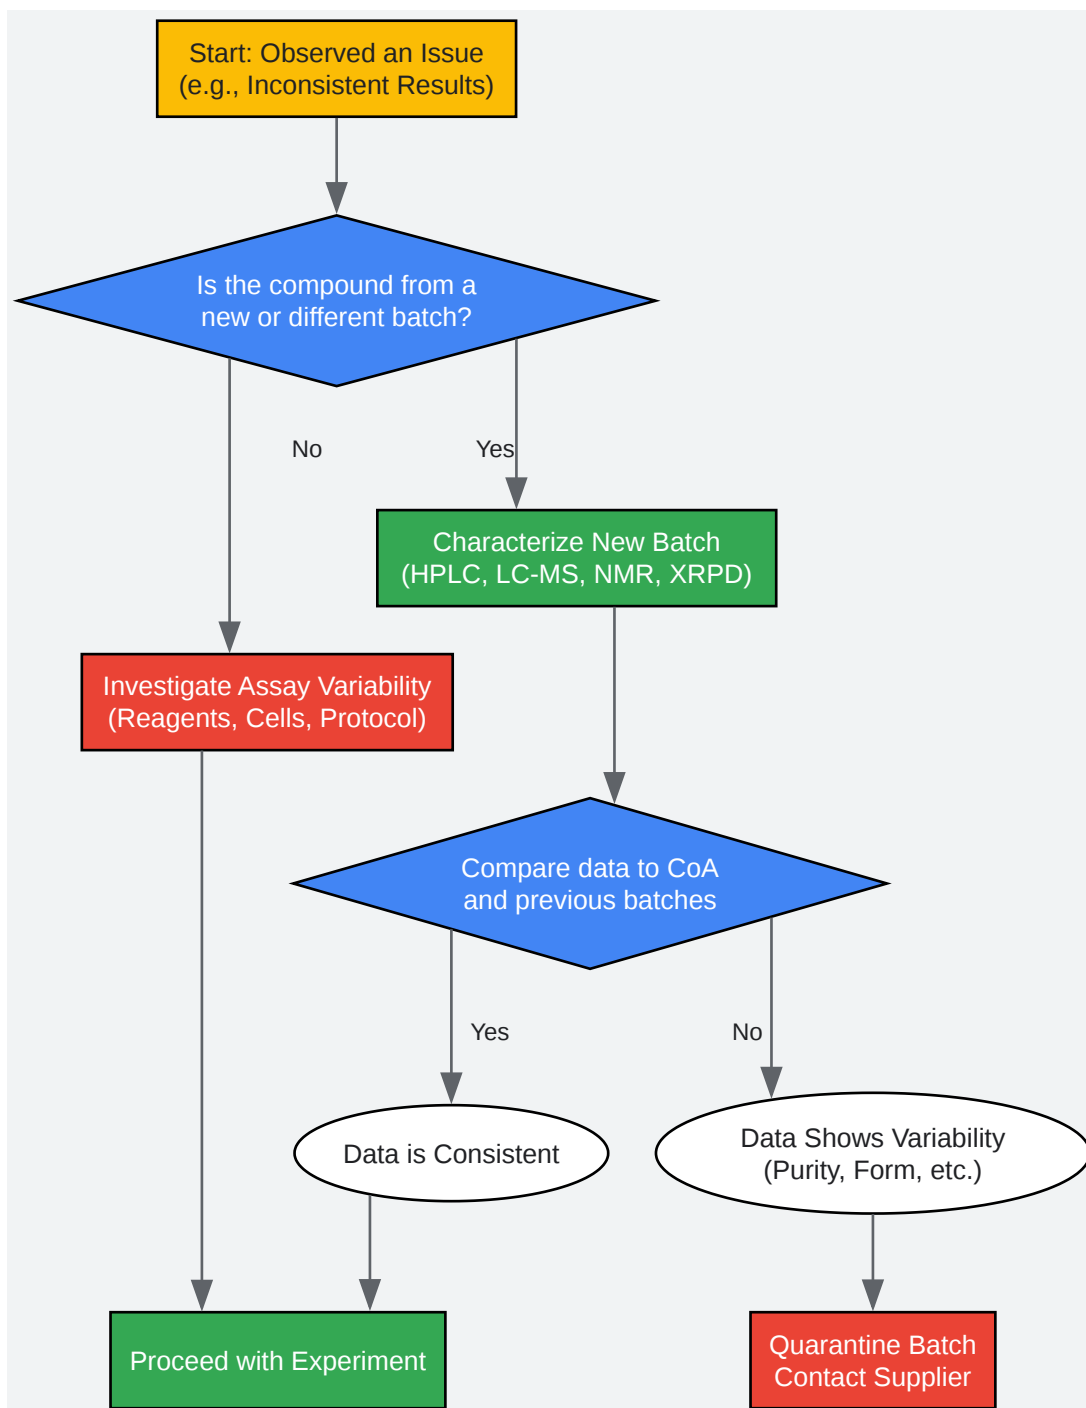 Start: Observed an Issue
(e.g., Inconsistent Results)
Is the compound from a
new or different batch?
No
Yes
Characterize New Batch
(HPLC, LC-MS, NMR, XRPD)
Investigate Assay Variability
(Reagents, Cells, Protocol)
Compare data to CoA
and previous batches
Yes
No
Data is Consistent
Data Shows Variability
(Purity, Form, etc.)
Proceed with Experiment
Quarantine Batch
Contact Supplier